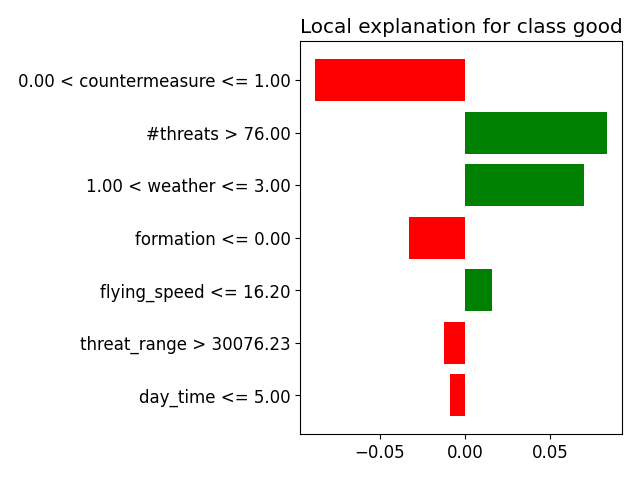 Local explanation for class good
0.00 < countermeasure <= 1.00
#threats > 76.00
1.00 < weather <= 3.00
formation <= 0.00
flying_speed <= 16.20
threat_range > 30076.23
day_time <= 5.00
−0.05 0.00 0.05